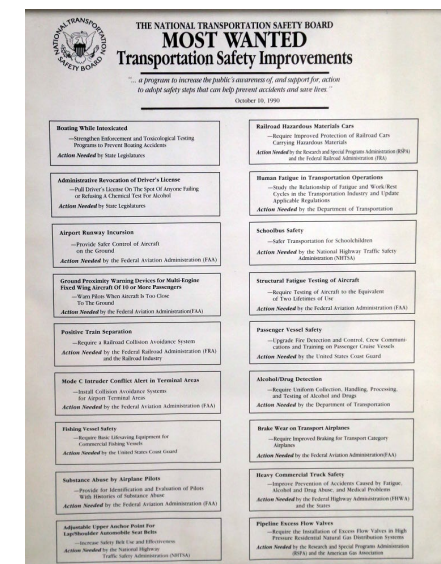 NATIONAL TRANSPORTATION SAFETY BOARD
THE NATIONAL TRANSPORTATION SAFETY BOARD
MOST WANTED
Transportation Safety Improvements
"... a program to increase the public's awareness of, and support for, action
to adopt safety steps that can help prevent accidents and save lives."
October 10, 1990
Boating While Intoxicated
—Strengthen Enforcement and Toxicological Testing
Programs to Prevent Boating Accidents
Action Needed by State Legislatures
Administrative Revocation of Driver's License
—Pull Driver's License On The Spot Of Anyone Failing
or Refusing A Chemical Test For Alcohol
Action Needed by State Legislatures
Airport Runway Incursion
—Provide Safer Control of Aircraft
on the Ground
Action Needed by the Federal Aviation Administration (FAA)
Ground Proximity Warning Devices for Multi-Engine
Fixed Wing Aircraft Of 10 or More Passengers
—Warn Pilots When Aircraft Is Too Close
To The Ground
Action Needed by the Federal Aviation Administration(FAA)
Positive Train Separation
—Require a Railroad Collision Avoidance System
Action Needed by the Federal Railroad Administration (FRA)
and the Railroad Industry
Mode C Intruder Conflict Alert in Terminal Areas
—Install Collision Avoidance Systems
for Airport Terminal Areas
Action Needed by the Federal Aviation Administration (FAA)
Fishing Vessel Safety
—Require Basic Lifesaving Equipment for
Commercial Fishing Vessels
Action Needed by the United States Coast Guard
Substance Abuse by Airplane Pilots
—Provide for Identification and Evaluation of Pilots
With Histories of Substance Abuse
Action Needed by the Federal Aviation Administration (FAA)
Adjustable Upper Anchor Point For
Lap/Shoulder Automobile Seat Belts
—Increase Safety Belt Use and Effectiveness
Action Needed by the National Highway
Traffic Safety Administration (NHTSA)
Railroad Hazardous Materials Cars
—Require Improved Protection of Railroad Cars
Carrying Hazardous Materials
Action Needed by the Research and Special Programs Administration (RSPA)
and the Federal Railroad Administration (FRA)
Human Fatigue in Transportation Operations
—Study the Relationship of Fatigue and Work/Rest
Cycles in the Transportation Industry and Update
Applicable Regulations
Action Needed by the Department of Transportation
Schoolbus Safety
—Safer Transportation for Schoolchildren
Action Needed by the National Highway Traffic Safety
Administration (NHTSA)
Structural Fatigue Testing of Aircraft
—Require Testing of Aircraft to the Equivalent
of Two Lifetimes of Use
Action Needed by the Federal Aviation Administration (FAA)
Passenger Vessel Safety
—Upgrade Fire Detection and Control, Crew Communi-
cations and Training on Passenger Cruise Vessels
Action Needed by the United States Coast Guard
Alcohol/Drug Detection
—Require Uniform Collection, Handling, Processing,
and Testing of Alcohol and Drugs
Action Needed by the Department of Transportation
Brake Wear on Transport Airplanes
—Require Improved Braking for Transport Category
Airplanes
Action Needed by the Federal Aviation Administration(FAA)
Heavy Commercial Truck Safety
—Improve Prevention of Accidents Caused by Fatigue,
Alcohol and Drug Abuse, and Medical Problems
Action Needed by the Federal Highway Administration (FHWA)
and the States
Pipeline Excess Flow Valves
—Require the Installation of Excess Flow Valves in High
Pressure Residential Natural Gas Distribution Systems
Action Needed by the Research and Special Programs Administration
(RSPA) and the American Gas Association